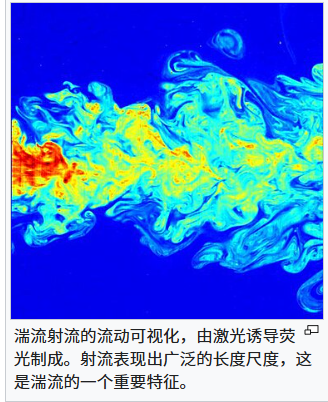 湍流射流的流动可视化，由激光诱导荧
光制成。射流表现出广泛的长度尺度，这
是湍流的一个重要特征。